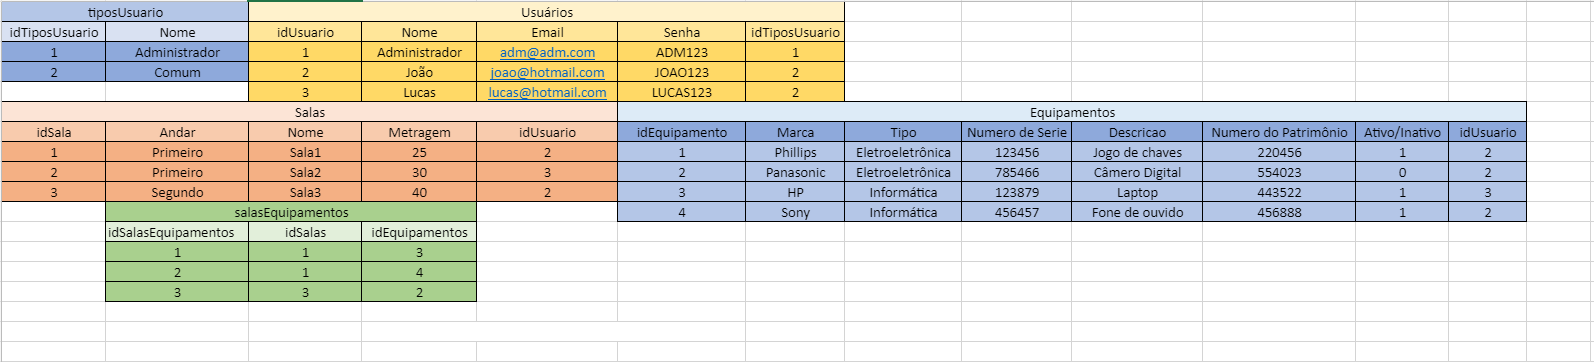 tiposUsuario Usuários
idTiposUsuario Nome idUsuario Nome Email Senha idTiposUsuario
1 Administrador 1 Administrador adm@adm.com ADM123 1
2 Comum 2 João joao@hotmail.com JOAO123 2
3 Lucas lucas@hotmail.com LUCAS123 2
Salas Equipamentos
idSala Andar Nome Metragem idUsuario idEquipamento Marca Tipo Numero de Serie Descricao Numero do Patrimônio Ativo/Inativo idUsuario
1 Primeiro Sala1 25 2 1 Phillips Eletroeletrônica 123456 Jogo de chaves 220456 1 2
2 Primeiro Sala2 30 3 2 Panasonic Eletroeletrônica 785466 Câmero Digital 554023 0 2
3 Segundo Sala3 40 2 3 HP Informática 123879 Laptop 443522 1 3
salasEquipamentos 4 Sony Informática 456457 Fone de ouvido 456888 1 2
idSalasEquipamentos idSalas idEquipamentos
1 1 3
2 1 4
3 3 2